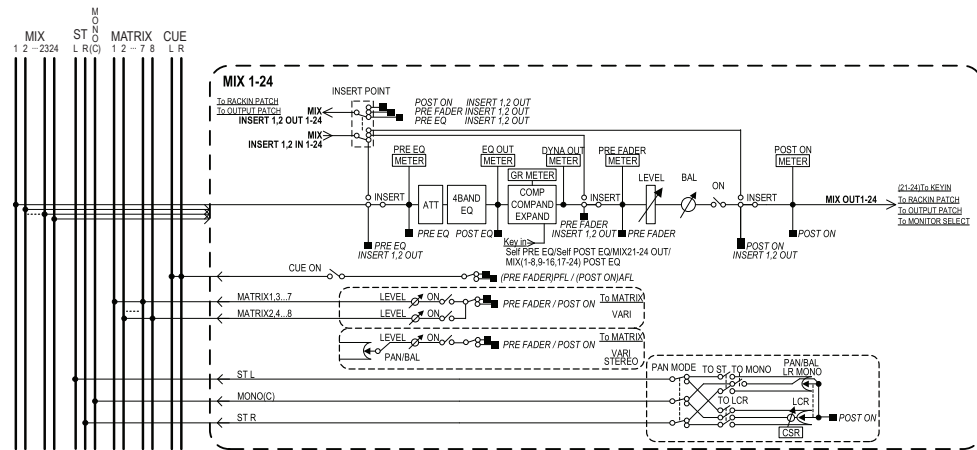 MONO(C)
MIX ST MATRIX CUE
1 2 ··· 2324 L R 1 2 ··· 7 8 L R
MIX 1-24
INSERT POINT
To RACKIN PATCH
To OUTPUT PATCH
MIX
INSERT 1,2 OUT 1-24
MIX
INSERT 1,2 IN 1-24
POST ON INSERT 1,2 OUT
PRE FADER INSERT 1,2 OUT
PRE EQ INSERT 1,2 OUT
PRE EQ
METER
EQ OUT
METER
DYNA OUT
METER
PRE FADER
METER
POST ON
METER
GR METER
LEVEL BAL ON
INSERT
ATT
4BAND
EQ
COMP
COMPAND
EXPAND
INSERT
INSERT
MIX OUT1-24
(21-24)To KEYIN
To RACKIN PATCH
To OUTPUT PATCH
To MONITOR SELECT
PRE EQ
INSERT 1,2 OUT
PRE EQ
POST EQ
PRE FADER
INSERT 1,2 OUT
PRE FADER
POST ON
INSERT 1,2 OUT
POST ON
Key in
Self PRE EQ/Self POST EQ/MIX21-24 OUT/
MIX(1-8,9-16,17-24) POST EQ
CUE ON
(PRE FADER)PFL / (POST ON)AFL
MATRIX1,3...7
LEVEL ON
PRE FADER / POST ON
To MATRIX
MATRIX2,4...8
LEVEL ON
VARI
LEVEL ON
PAN/BAL
PRE FADER / POST ON
To MATRIX
VARI
STEREO
ST L
MONO(C)
ST R
PAN MODE
TO ST
TO MONO
PAN/BAL
LR MONO
TO LCR
LCR
CSR
POST ON